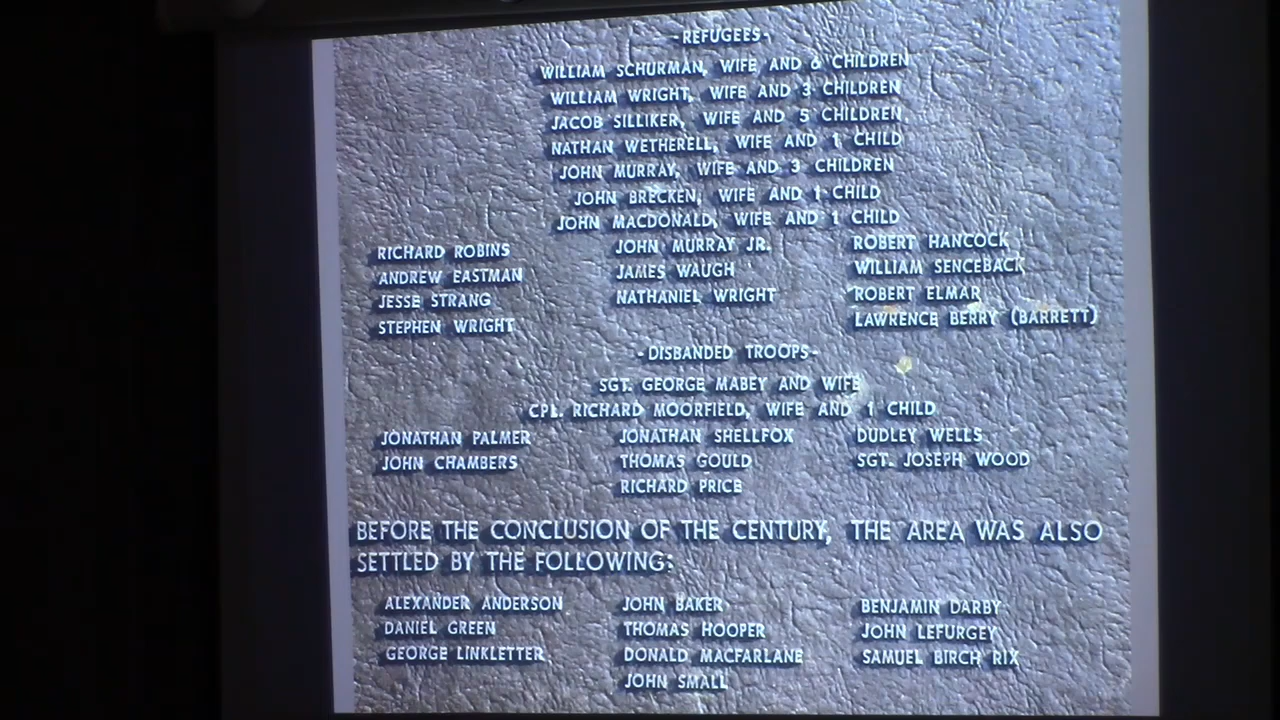 -REFUGEES-
WILLIAM SCHURMAN, WIFE AND 6 CHILDREN
WILLIAM WRIGHT, WIFE AND 3 CHILDREN
JACOB SILLIKER, WIFE AND 5 CHILDREN
NATHAN WETHERELL, WIFE AND 1 CHILD
JOHN MURRAY, WIFE AND 3 CHILDREN
JOHN BRECKEN, WIFE AND 1 CHILD
JOHN MACDONALD, WIFE AND 1 CHILD
RICHARD ROBINS JOHN MURRAY JR. ROBERT HANCOCK
ANDREW EASTMAN JAMES WAUGH WILLIAM SENCEBACK
JESSE STRANG NATHANIEL WRIGHT ROBERT ELMAR
STEPHEN WRIGHT LAWRENCE BERRY (BARRETT)
-DISBANDED TROOPS-
SGT. GEORGE MABEY AND WIFE
CPL. RICHARD MOORFIELD, WIFE AND 1 CHILD
JONATHAN PALMER JONATHAN SHELLFOX DUDLEY WELLS
JOHN CHAMBERS THOMAS GOULD SGT. JOSEPH WOOD
RICHARD PRICE
BEFORE THE CONCLUSION OF THE CENTURY, THE AREA WAS ALSO
SETTLED BY THE FOLLOWING:
ALEXANDER ANDERSON JOHN BAKER BENJAMIN DARBY
DANIEL GREEN THOMAS HOOPER JOHN LEFURGEY
GEORGE LINKLETTER DONALD MACFARLANE SAMUEL BIRCH RIX
JOHN SMALL